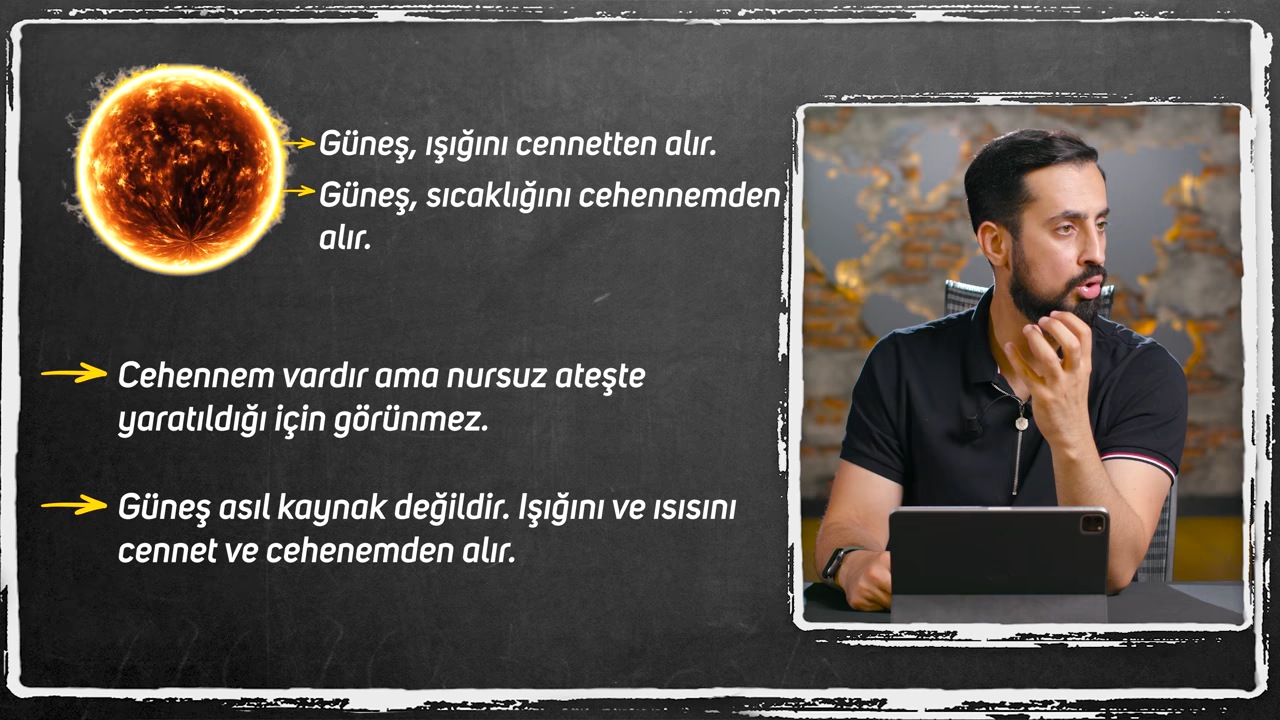 Güneş, ışığını cennetten alır.
Güneş, sıcaklığını cehennemden
alır.
Cehennem vardır ama nursuz ateşte
yaratıldığı için görünmez.
Güneş asıl kaynak değildir. Işığını ve ısısını
cennet ve cehenemden alır.